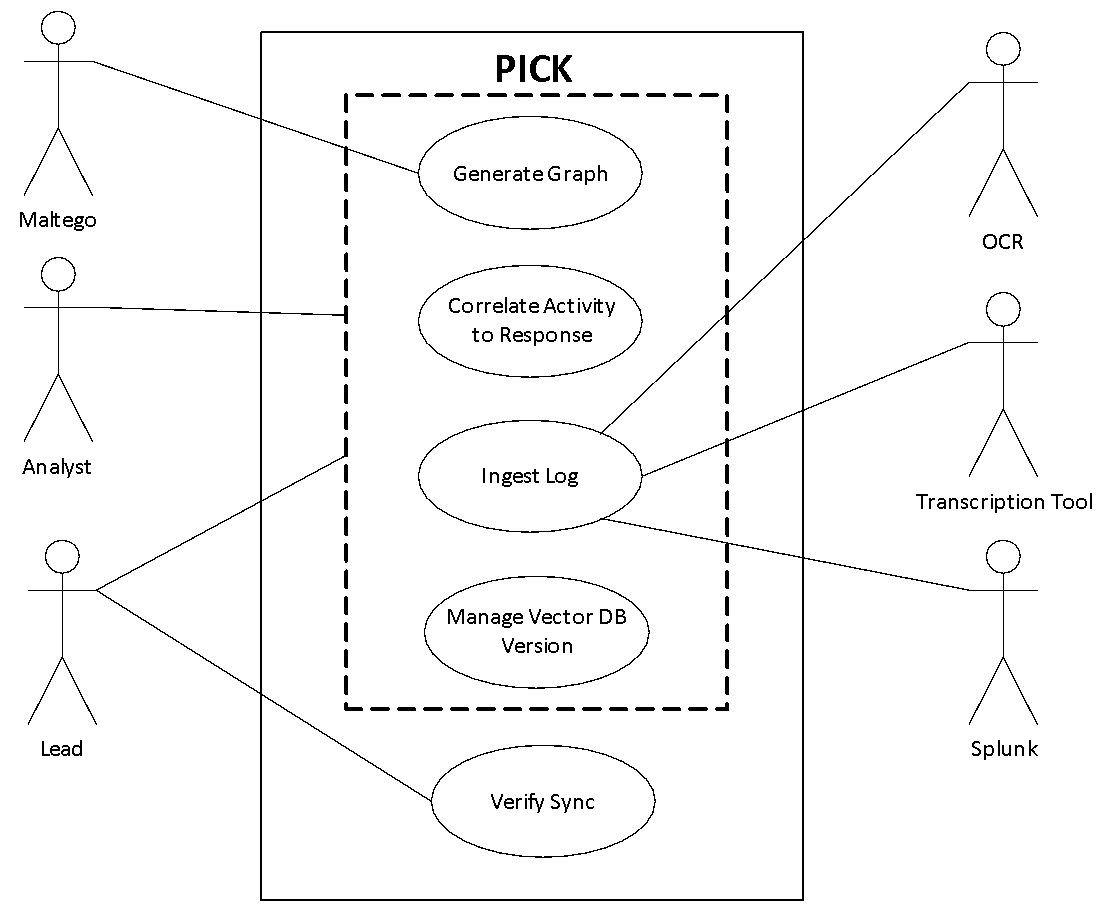 PICK
Maltego
Generate Graph
OCR
Correlate Activity
to Response
Analyst
Ingest Log
Transcription Tool
Manage Vector DB
Version
Lead
Splunk
Verify Sync